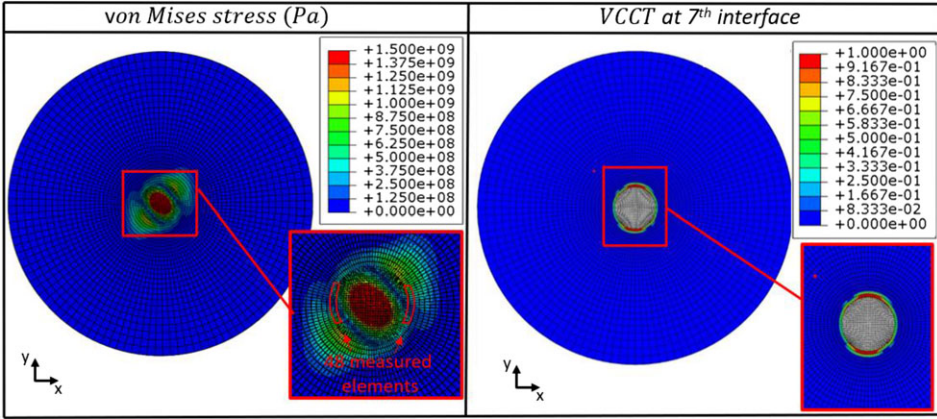 von Mises stress (Pa)
VCCT at 7th interface
+1.500e+09
+1.375e+09
+1.250e+09
+1.125e+09
+1.000e+09
+8.750e+08
+7.500e+08
+6.250e+08
+5.000e+08
+3.750e+08
+2.500e+08
+1.250e+08
+0.000e+00
+1.000e+00
+9.167e-01
+8.333e-01
+7.500e-01
+6.667e-01
+5.833e-01
+5.000e-01
+4.167e-01
+3.333e-01
+2.500e-01
+1.667e-01
+8.333e-02
+0.000e+00
48 measured
elements
y
x
y
x